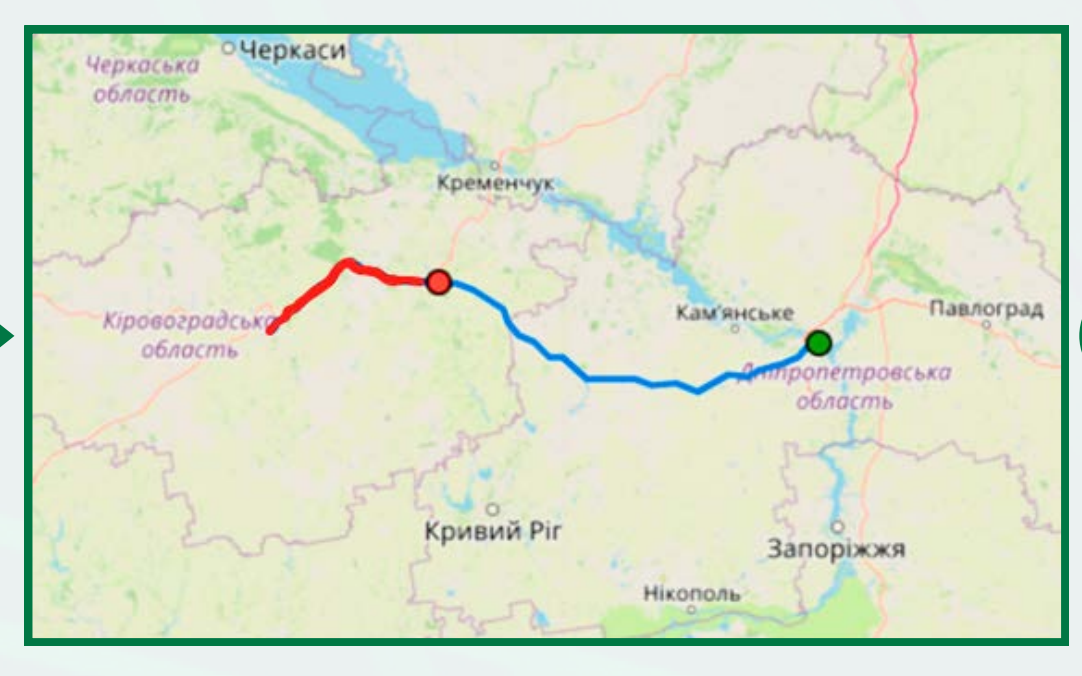 Черкаси
Черкаська
область
Кременчук
Кам'янське
Павлоград
Кіровоградська
область
Дніпропетровська
область
Кривий Ріг
Запоріжжя
Нікополь